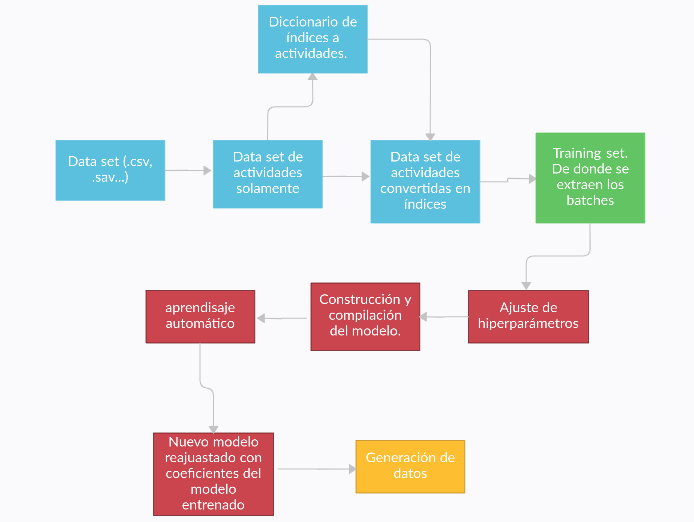 Diccionario de
índices a
actividades.
Data set (.csv,
.sav...)
Data set de
actividades
solamente
Data set de
actividades
convertidas en
índices
Training set.
De donde se
extraen los
batches
aprendisaje
automático
Construcción y
compilación
del modelo.
Ajuste de
hiperparámetros
Nuevo modelo
reajuastado con
coeficientes del
modelo
entrenado
Generación de
datos